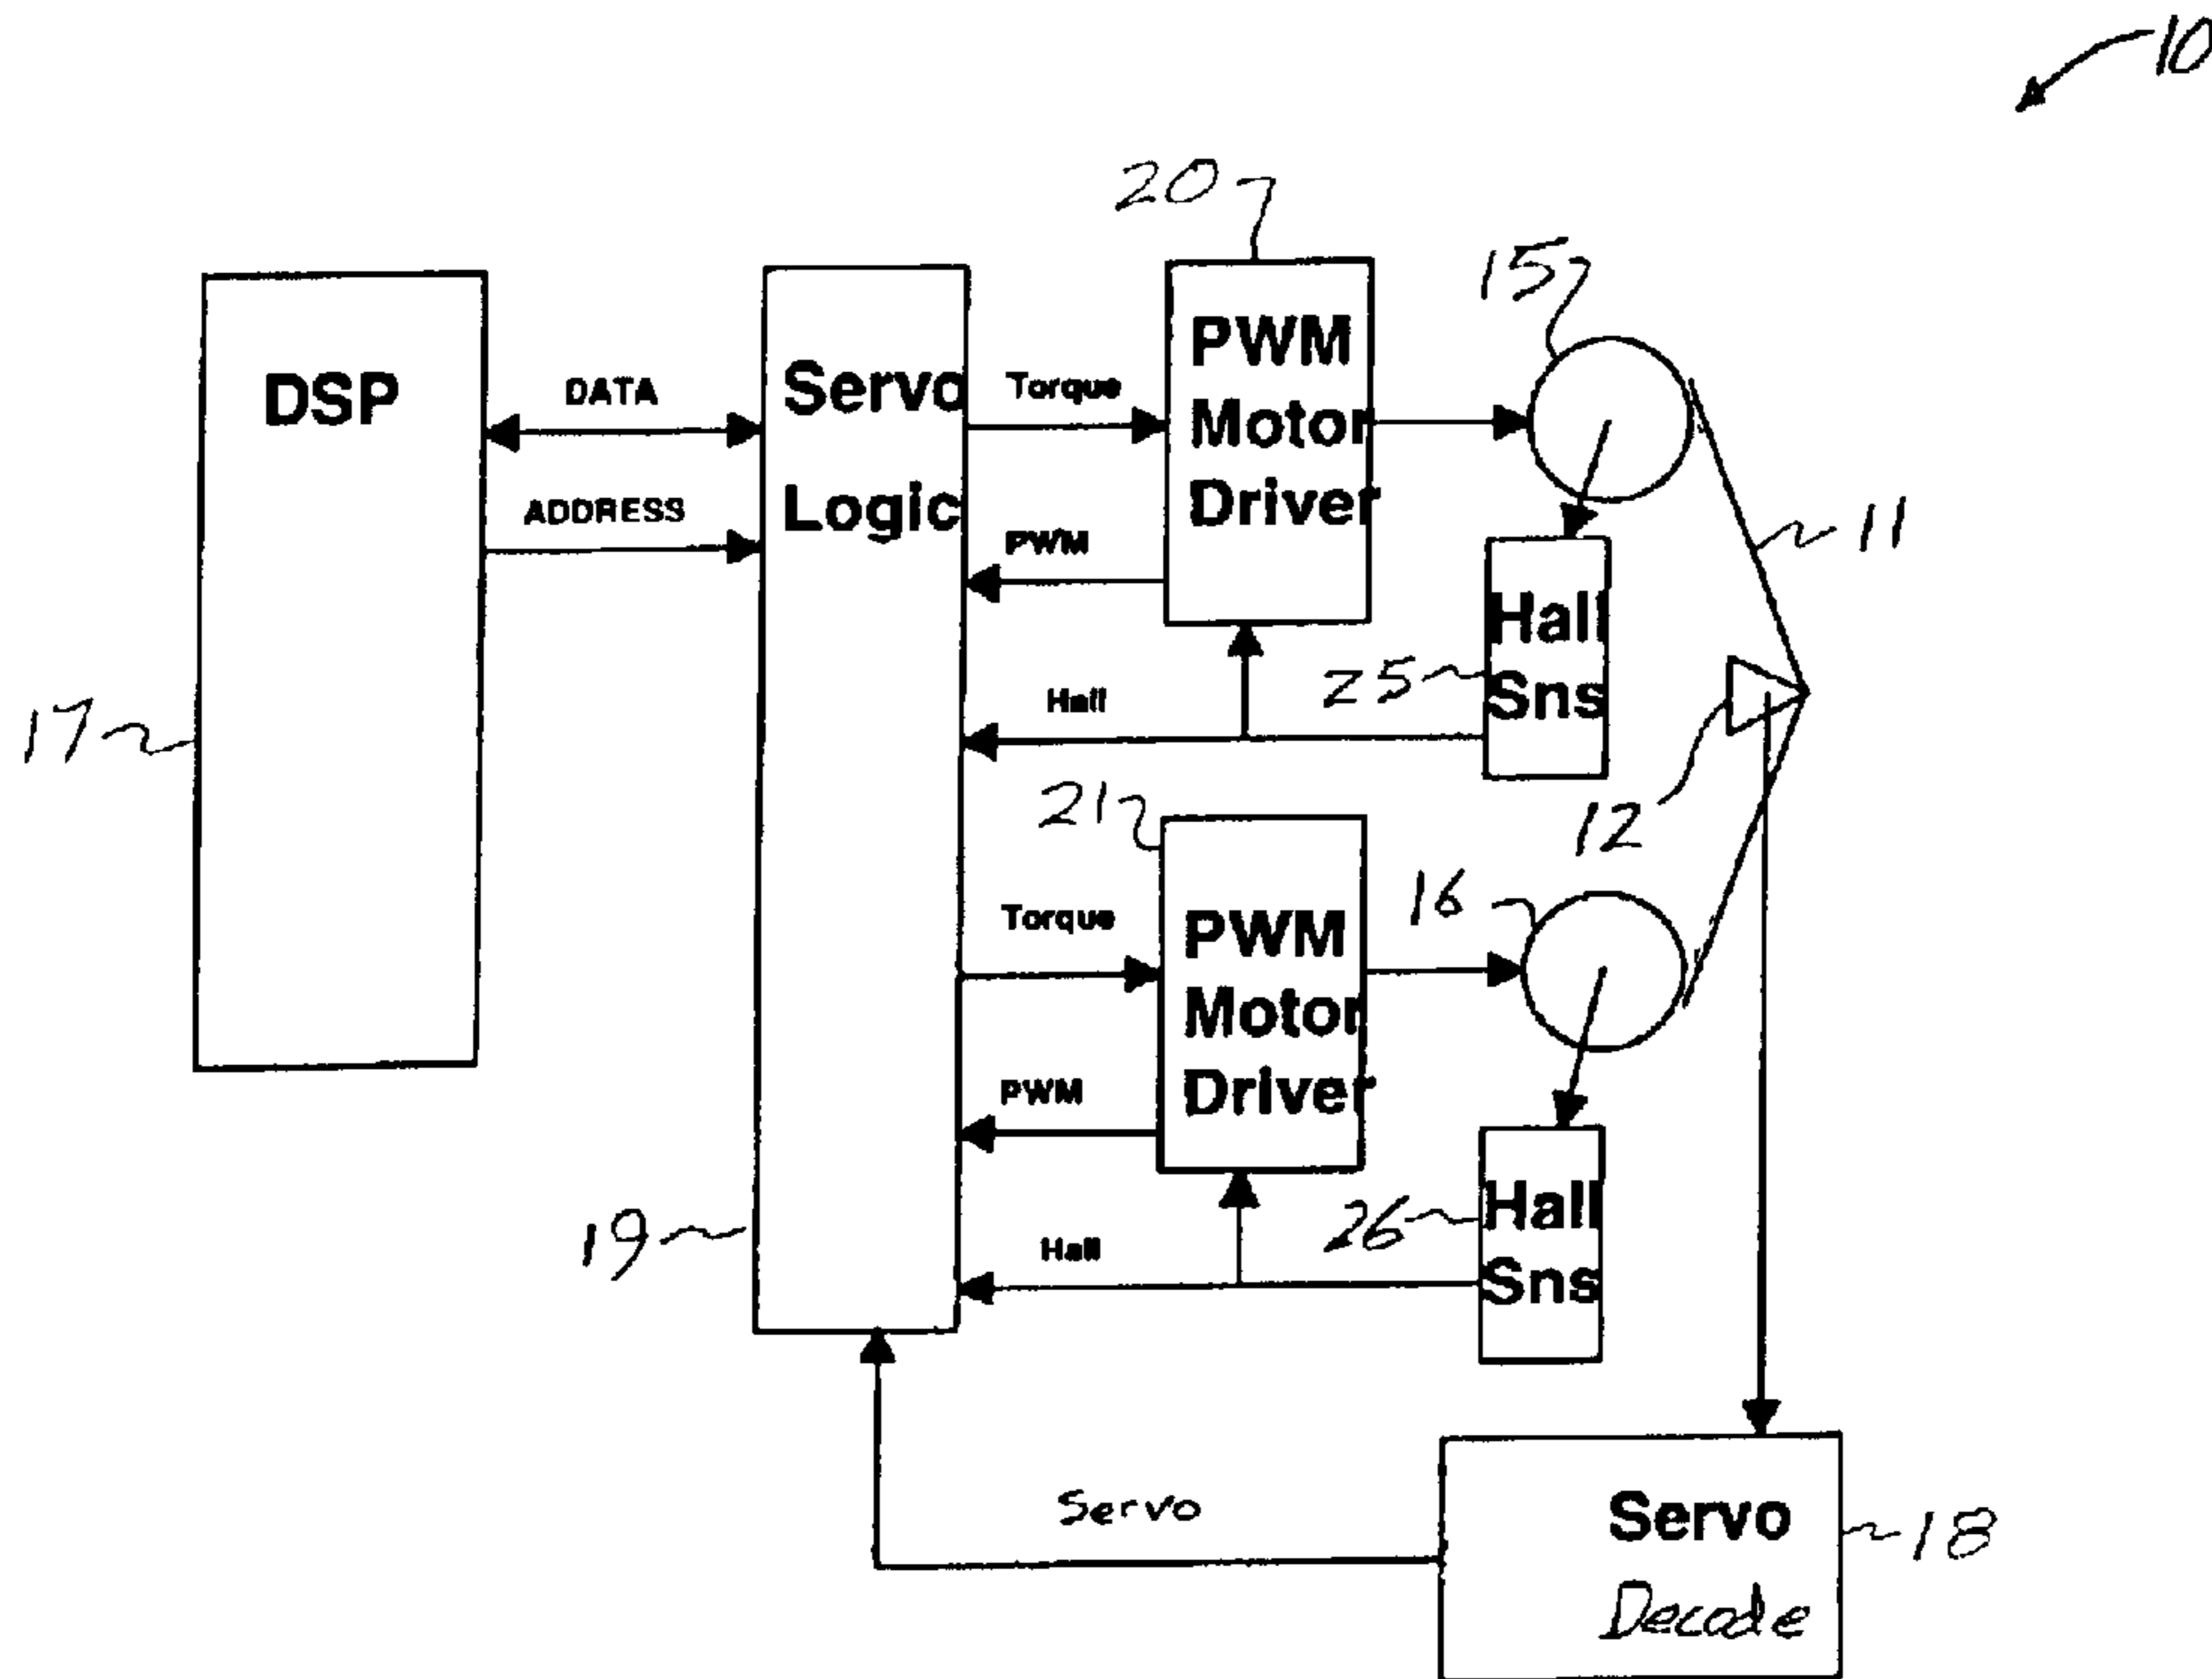 10
20
15
DSP
DATA
ADDRESS
Servo
Logic
Torque
PWM
Motor
Driver
PWM
11
Hall
Sns
25
Hall
17
12
21
16
Torque
PWM
Motor
Driver
PWM
19
Hall
Sns
26
Hall
Servo
Servo
Decode
18